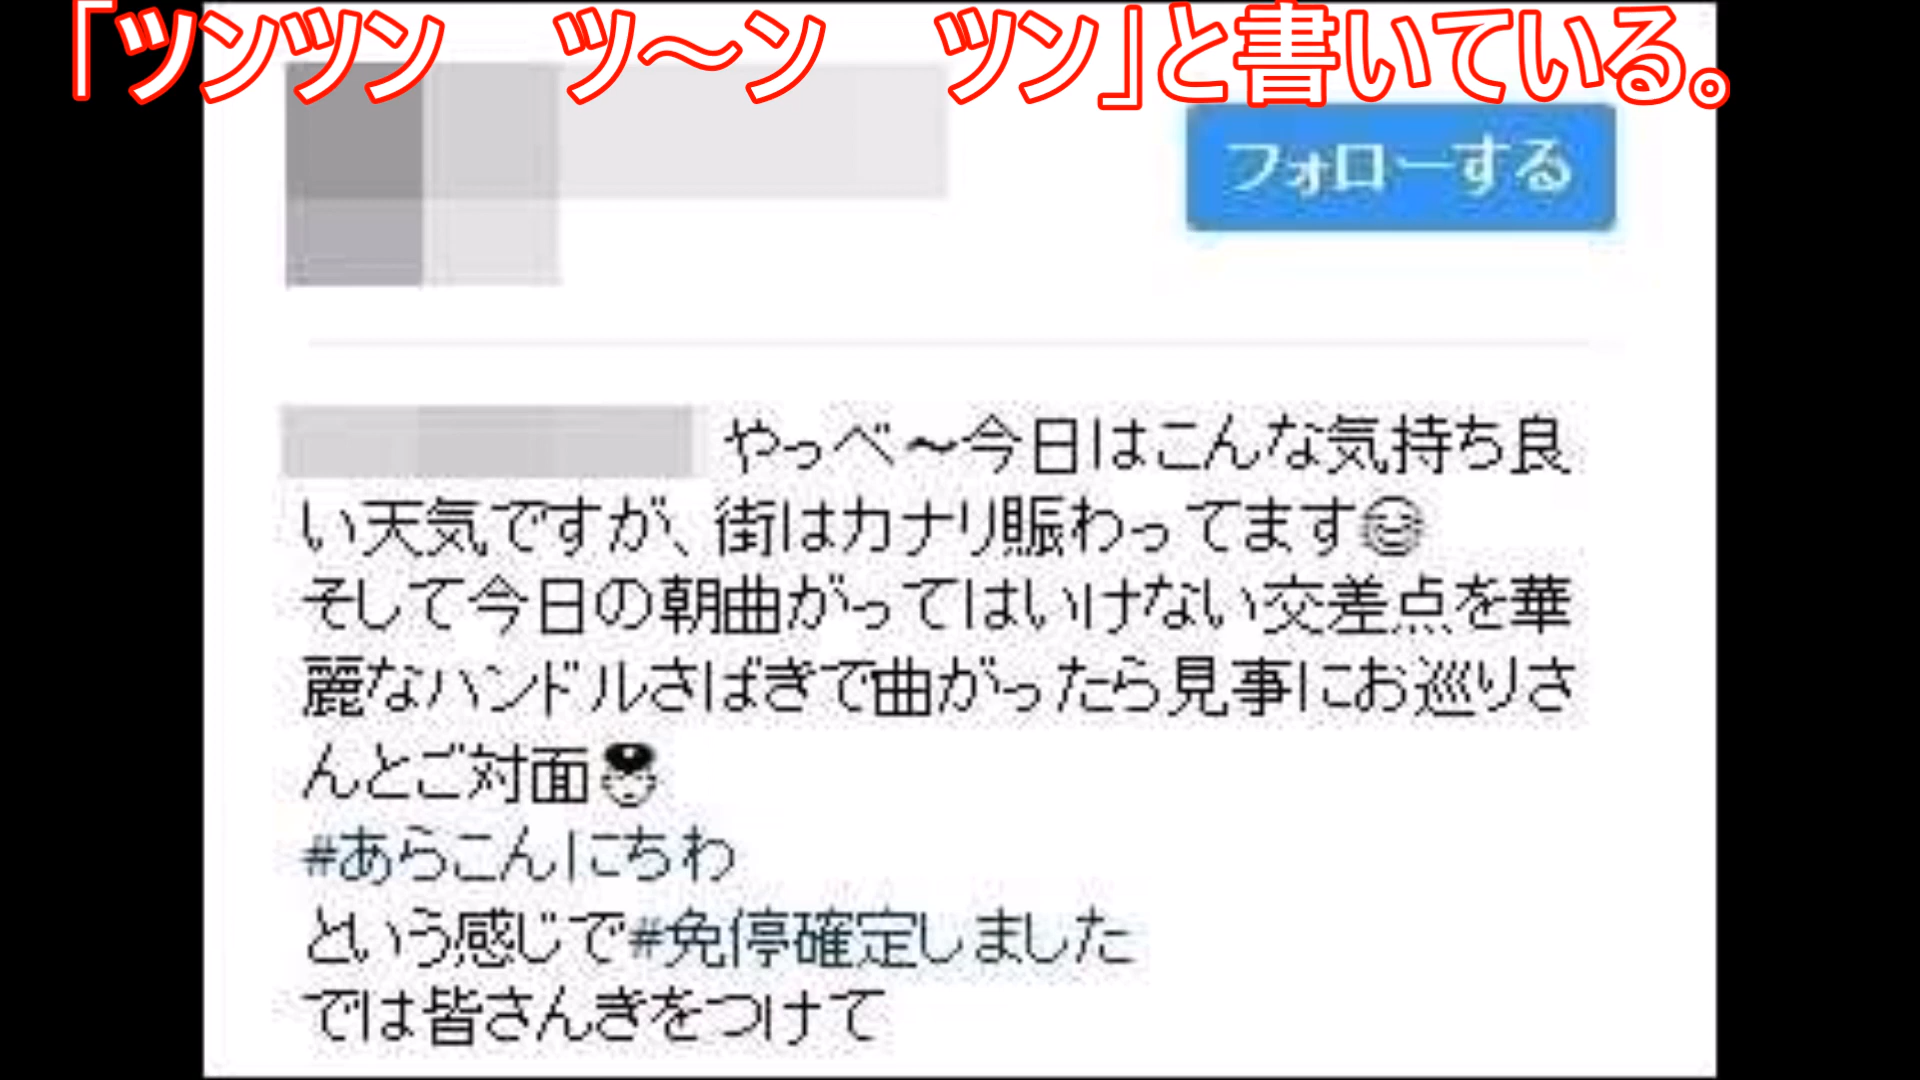 「ツンツン　ツ〜ン　ツン」と書いている。
フォローする
やっべ〜今日はこんな気持ち良
い天気ですが、街はカナリ賑わってます😊
そして今日の朝曲がってはいけない交差点を華
麗なハンドルさばきで曲がったら見事にお巡りさ
んとご対面👮
#あらこんにちわ
という感じで#免停確定しました
では皆さんきをつけて